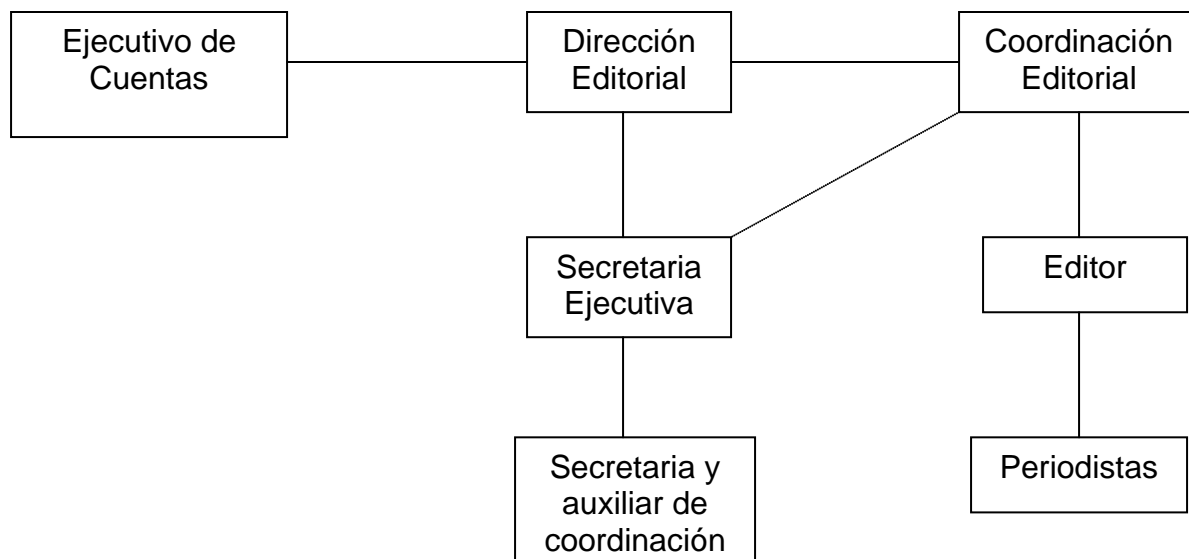 Ejecutivo de
Cuentas
Dirección
Editorial
Coordinación
Editorial
Secretaria
Ejecutiva
Editor
Secretaria y
auxiliar de
coordinación
Periodistas